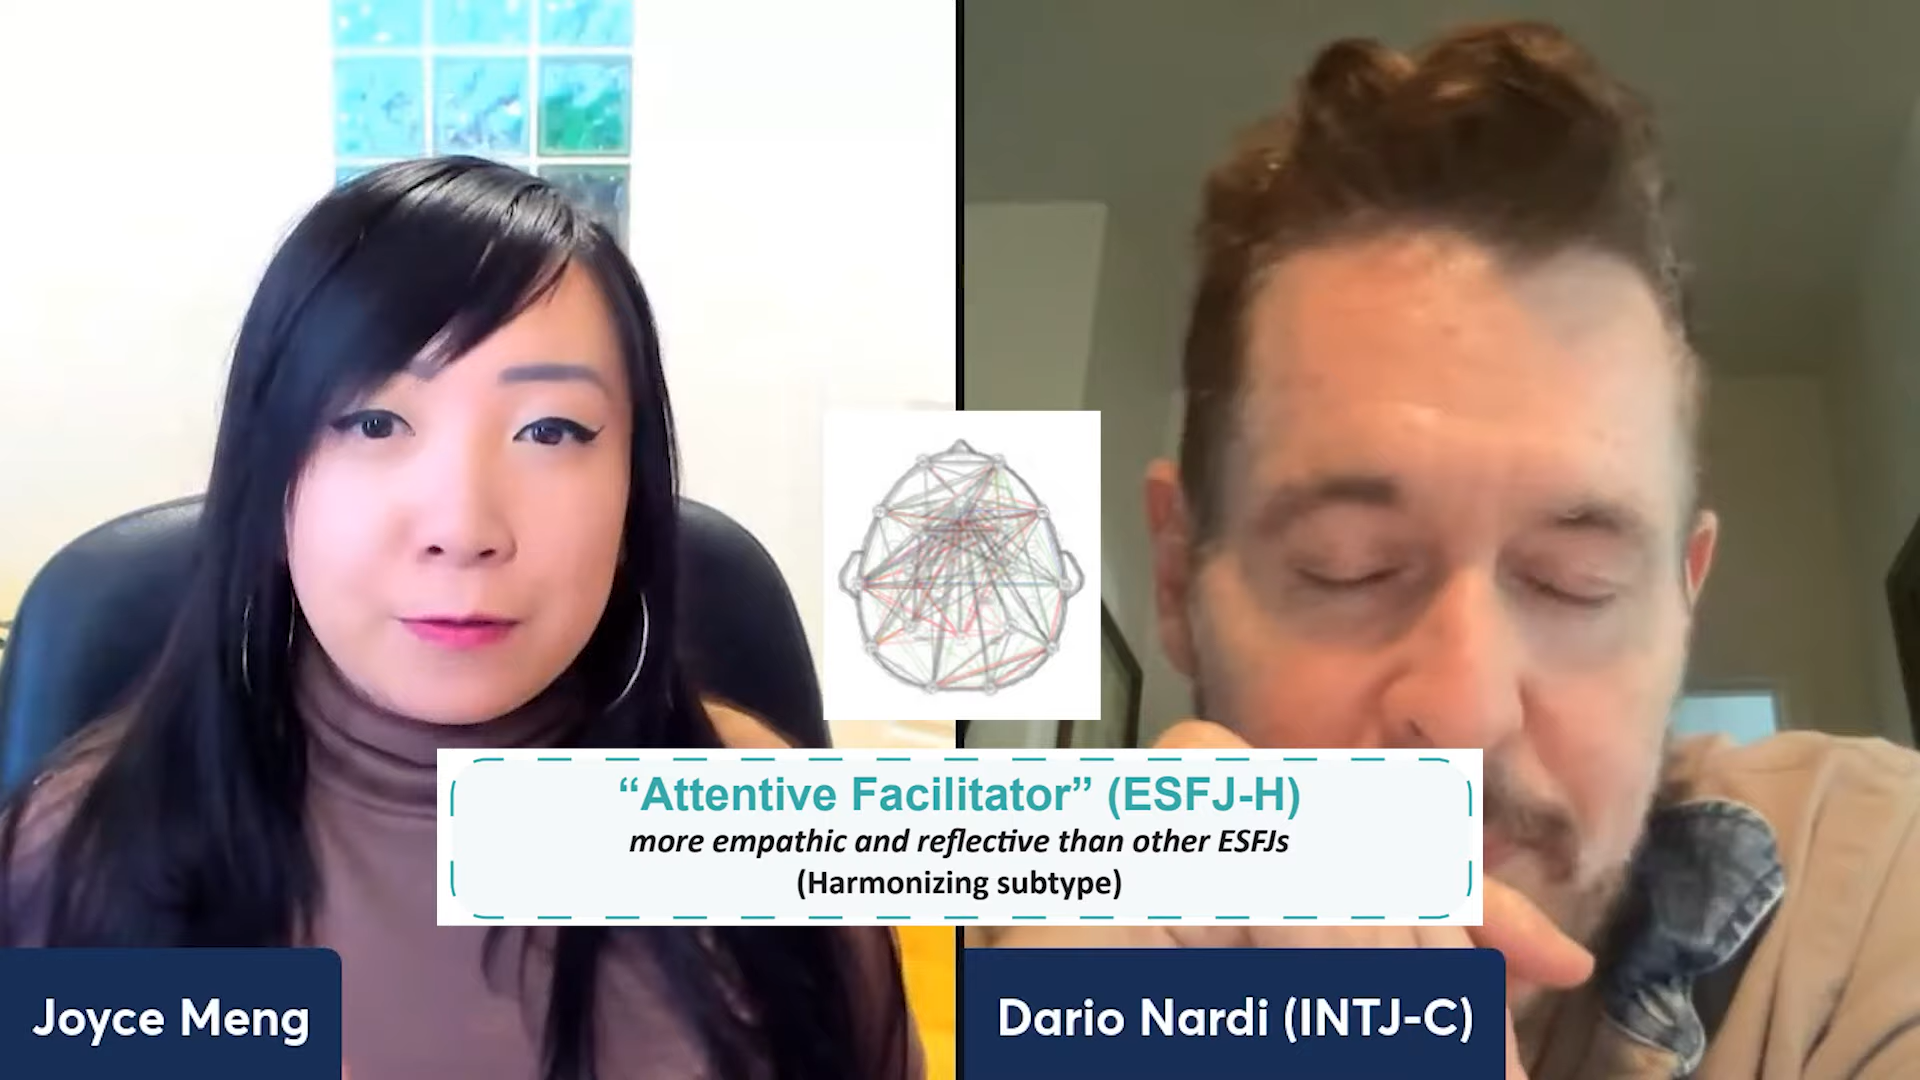 “Attentive Facilitator” (ESFJ-H)
more empathic and reflective than other ESFJs
(Harmonizing subtype)
Joyce Meng
Dario Nardi (INTJ-C)